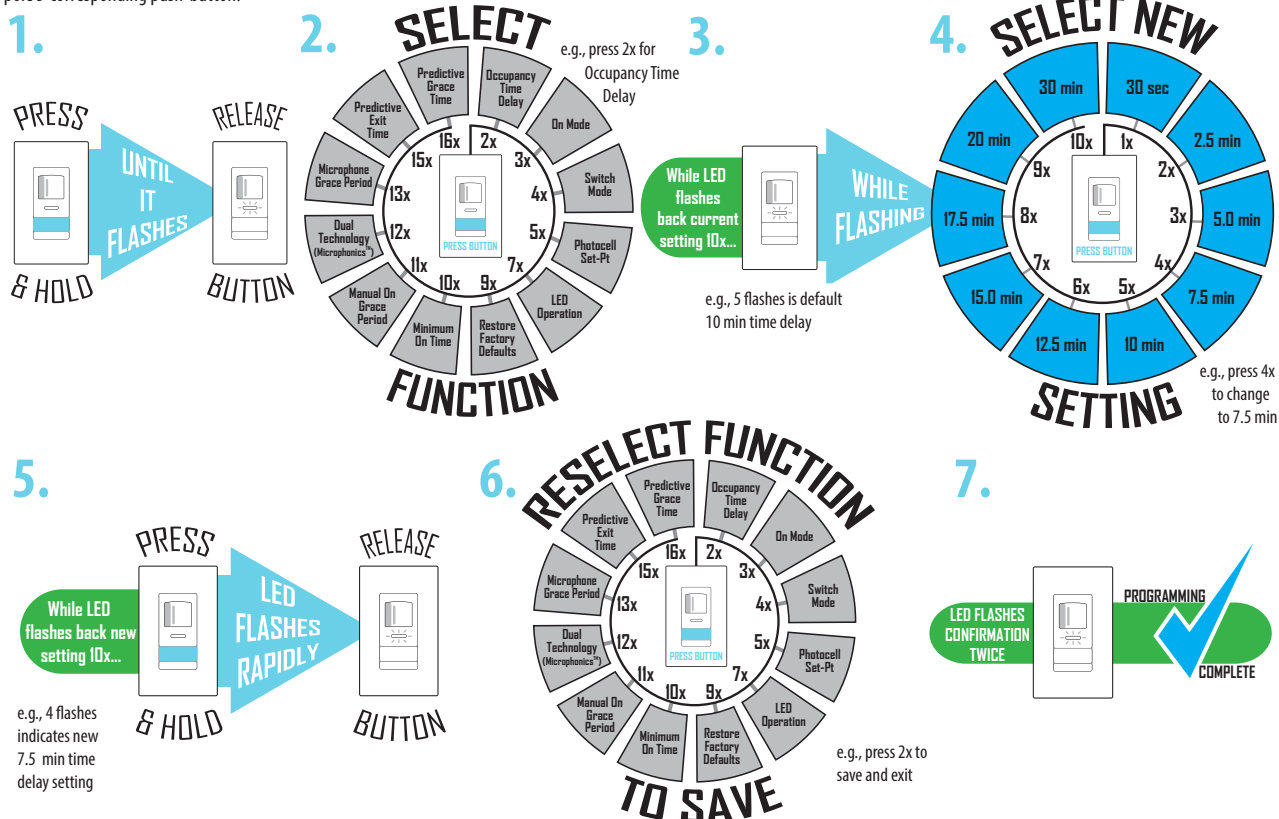 corresponding push-button.
1.
PRESS
& HOLD
UNTIL
IT
FLASHES
RELEASE
BUTTON
2.
SELECT
FUNCTION
e.g., press 2x for
Occupancy Time
Delay
Occupancy
Time
Delay
On Mode
Switch
Mode
Photocell
Set-Pt
LED
Operation
Restore
Factory
Defaults
Minimum
On Time
Manual On
Grace
Period
Dual
Technology
(Microphonics™)
Microphone
Grace Period
Predictive
Exit
Time
Predictive
Grace
Time
2x
3x
4x
5x
7x
9x
10x
11x
12x
13x
15x
16x
PRESS BUTTON
3.
While LED
flashes
back current
setting 10x...
WHILE
FLASHING
e.g., 5 flashes is default
10 min time delay
4.
SELECT NEW
SETTING
30 sec
2.5 min
5.0 min
7.5 min
10 min
12.5 min
15.0 min
17.5 min
20 min
30 min
1x
2x
3x
4x
5x
6x
7x
8x
9x
10x
PRESS BUTTON
e.g., press 4x
to change
to 7.5 min
5.
While LED
flashes back new
setting 10x...
PRESS
& HOLD
LED
FLASHES
RAPIDLY
RELEASE
BUTTON
e.g., 4 flashes
indicates new
7.5 min time
delay setting
6.
RESELECT FUNCTION
TO SAVE
Occupancy
Time
Delay
On Mode
Switch
Mode
Photocell
Set-Pt
LED
Operation
Restore
Factory
Defaults
Minimum
On Time
Manual On
Grace
Period
Dual
Technology
(Microphonics™)
Microphone
Grace Period
Predictive
Exit
Time
Predictive
Grace
Time
2x
3x
4x
5x
7x
9x
10x
11x
12x
13x
15x
16x
PRESS BUTTON
e.g., press 2x to
save and exit
7.
LED FLASHES
CONFIRMATION
TWICE
PROGRAMMING
COMPLETE